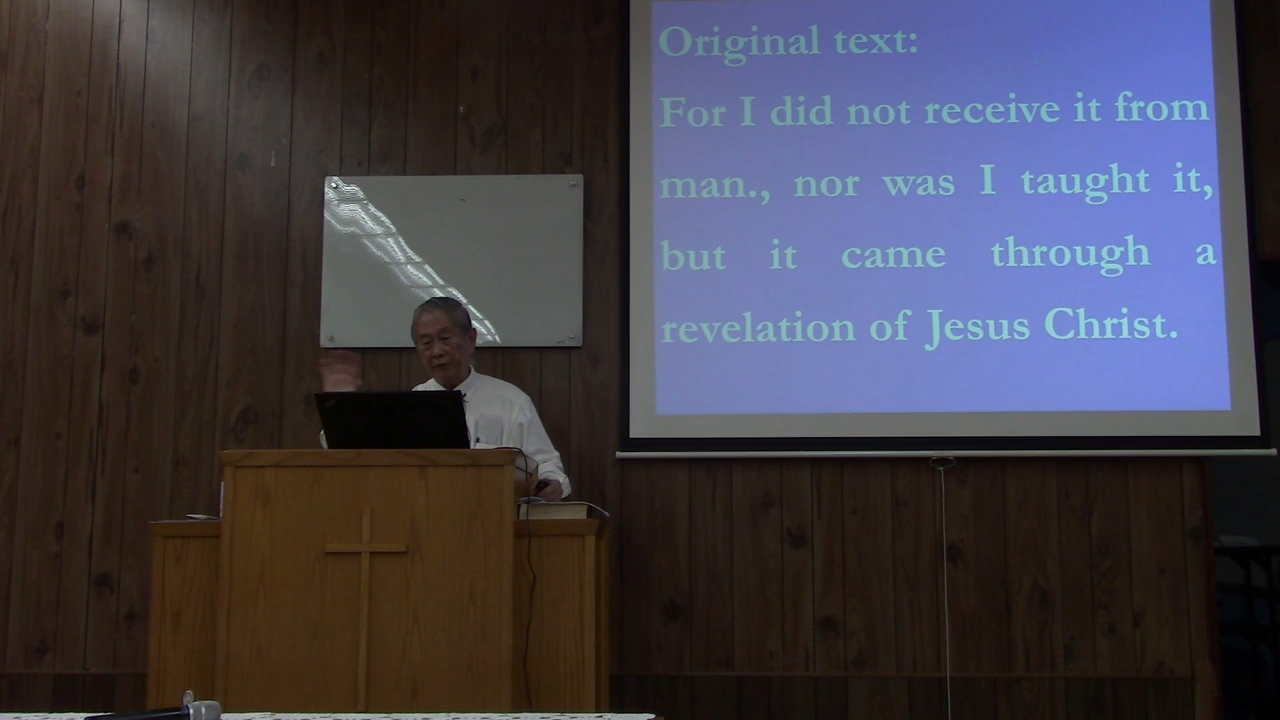 Original text:
For I did not receive it from
man., nor was I taught it,
but it came through a
revelation of Jesus Christ.